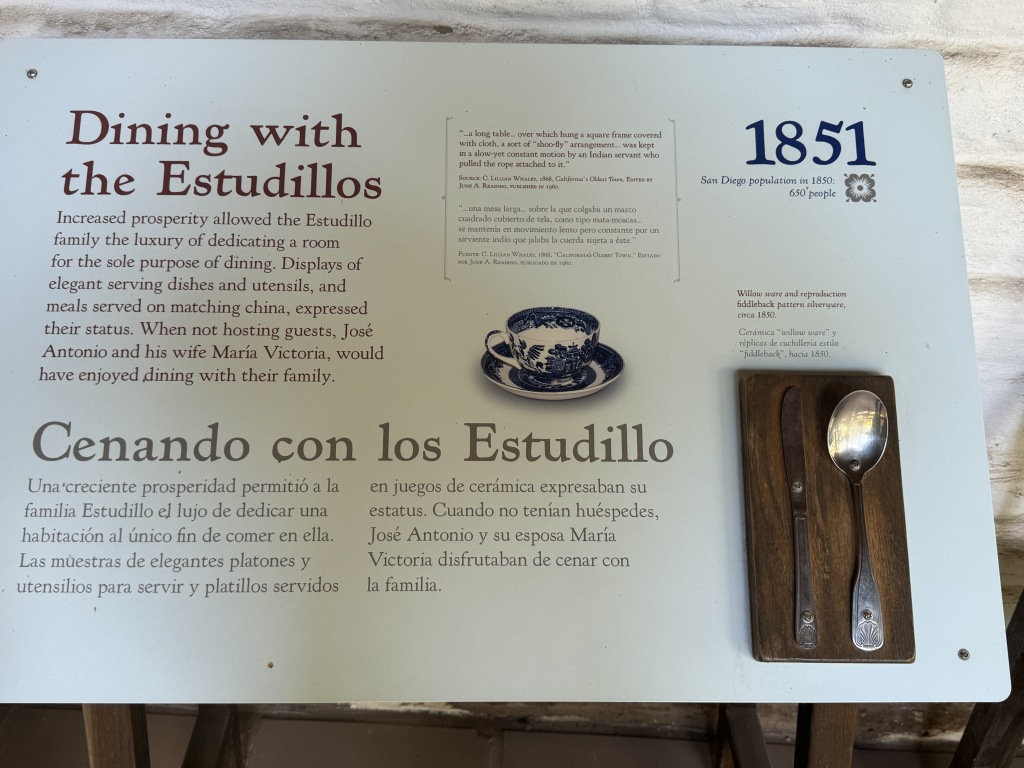 Dining with
the Estudillos
Increased prosperity allowed the Estudillo
family the luxury of dedicating a room
for the sole purpose of dining. Displays of
elegant serving dishes and utensils, and
meals served on matching china, expressed
their status. When not hosting guests, José
Antonio and his wife María Victoria, would
have enjoyed dining with their family.
"...a long table... over which hung a square frame covered
with cloth, a sort of "shoo-fly" arrangement... was kept
in a slow-yet constant motion by an Indian servant who
pulled the rope attached to it."
Source: C. Lillian Whaley, 1868, California's Oldest Town, Edited by
June A. Reading, published in 1960.
"...una mesa larga... sobre la que colgaba un marco
cuadrado cubierto de tela, como tipo mata-moscas...
se mantenía en movimiento lento pero constante por un
sirviente indio que jalaba la cuerda sujeta a éste."
Fuente: C. Lillian Whaley, 1868, "California's Oldest Town," Editado
por June A. Reading, publicado en 1960.
1851
San Diego population in 1850:
650 people
Willow ware and reproduction
fiddleback pattern silverware,
circa 1850.
Cerámica "willow ware" y
réplicas de cuchillería estilo
"fiddleback", hacia 1850.
Cenando con los Estudillo
Una creciente prosperidad permitió a la
familia Estudillo el lujo de dedicar una
habitación al único fin de comer en ella.
Las muestras de elegantes platones y
utensilios para servir y platillos servidos
en juegos de cerámica expresaban su
estatus. Cuando no tenían huéspedes,
José Antonio y su esposa María
Victoria disfrutaban de cenar con
la familia.